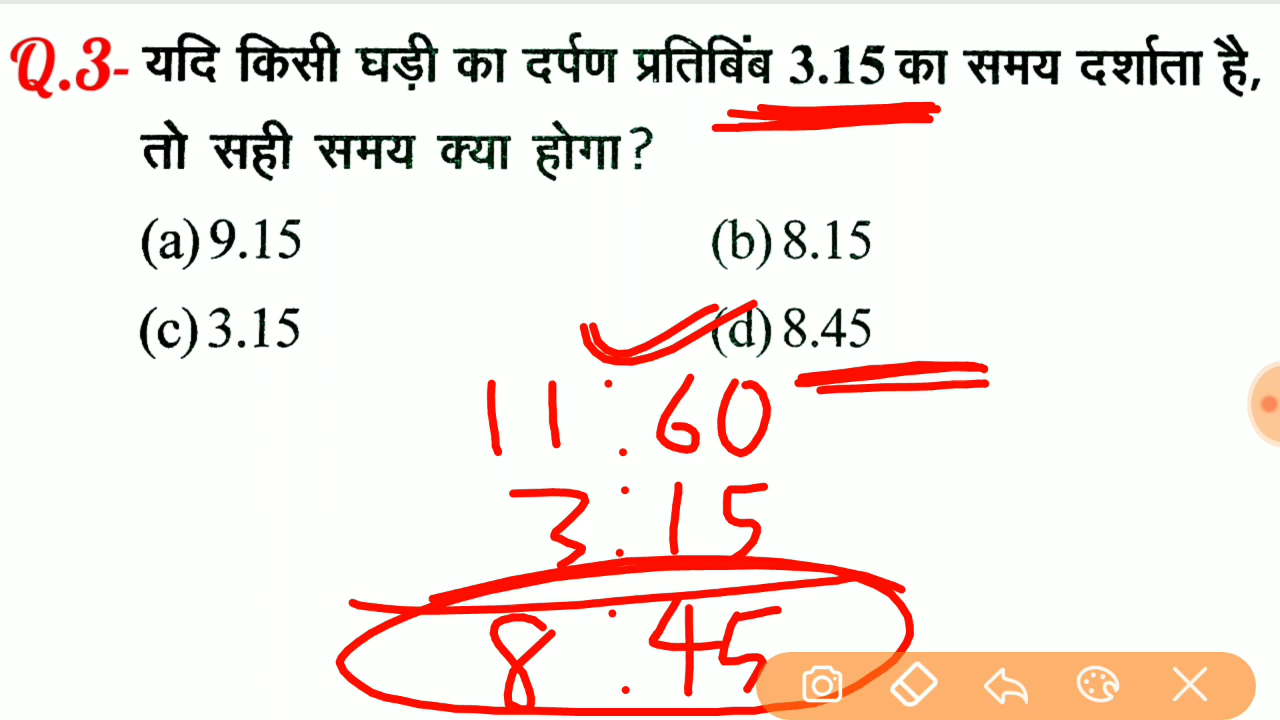 Q.3- यदि किसी घड़ी का दर्पण प्रतिबिंब 3.15 का समय दर्शाता है,
तो सही समय क्या होगा?
(a) 9.15 (b) 8.15
(c) 3.15 (d) 8.45
11:60
3:15
8:45